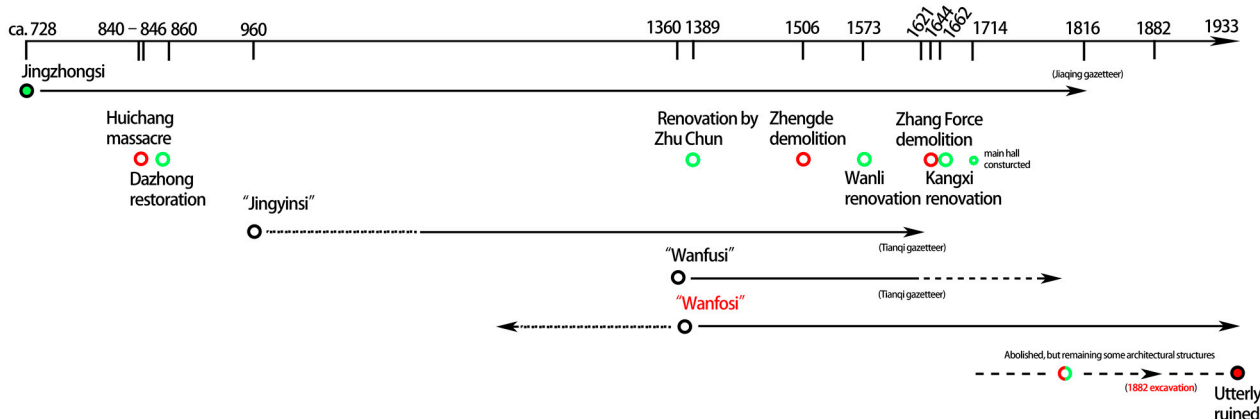 ca. 728 840 – 846 860 960 1360 1389 1506 1573 1621 1644 1662 1714 1816 1882 1933
Jingzhongsi
(Jiaqing gazetteer)
Huichang
massacre
Renovation by
Zhu Chun
Zhengde
demolition
Zhang Force
demolition
main hall
consturcted
Dazhong
restoration
Wanli
renovation
Kangxi
renovation
“Jingyinsi”
(Tianqi gazetteer)
“Wanfusi”
(Tianqi gazetteer)
“Wanfosi”
Abolished, but remaining some architectural structures
(1882 excavation)
Utterly
ruined